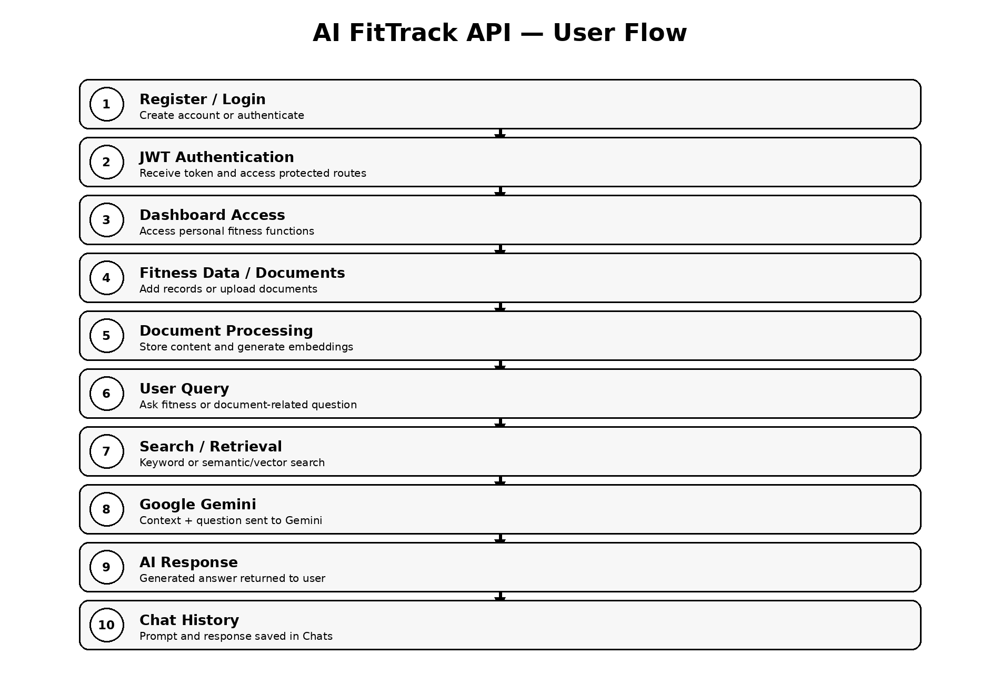 AI FitTrack API — User Flow
1
Register / Login
Create account or authenticate
2
JWT Authentication
Receive token and access protected routes
3
Dashboard Access
Access personal fitness functions
4
Fitness Data / Documents
Add records or upload documents
5
Document Processing
Store content and generate embeddings
6
User Query
Ask fitness or document-related question
7
Search / Retrieval
Keyword or semantic/vector search
8
Google Gemini
Context + question sent to Gemini
9
AI Response
Generated answer returned to user
10
Chat History
Prompt and response saved in Chats